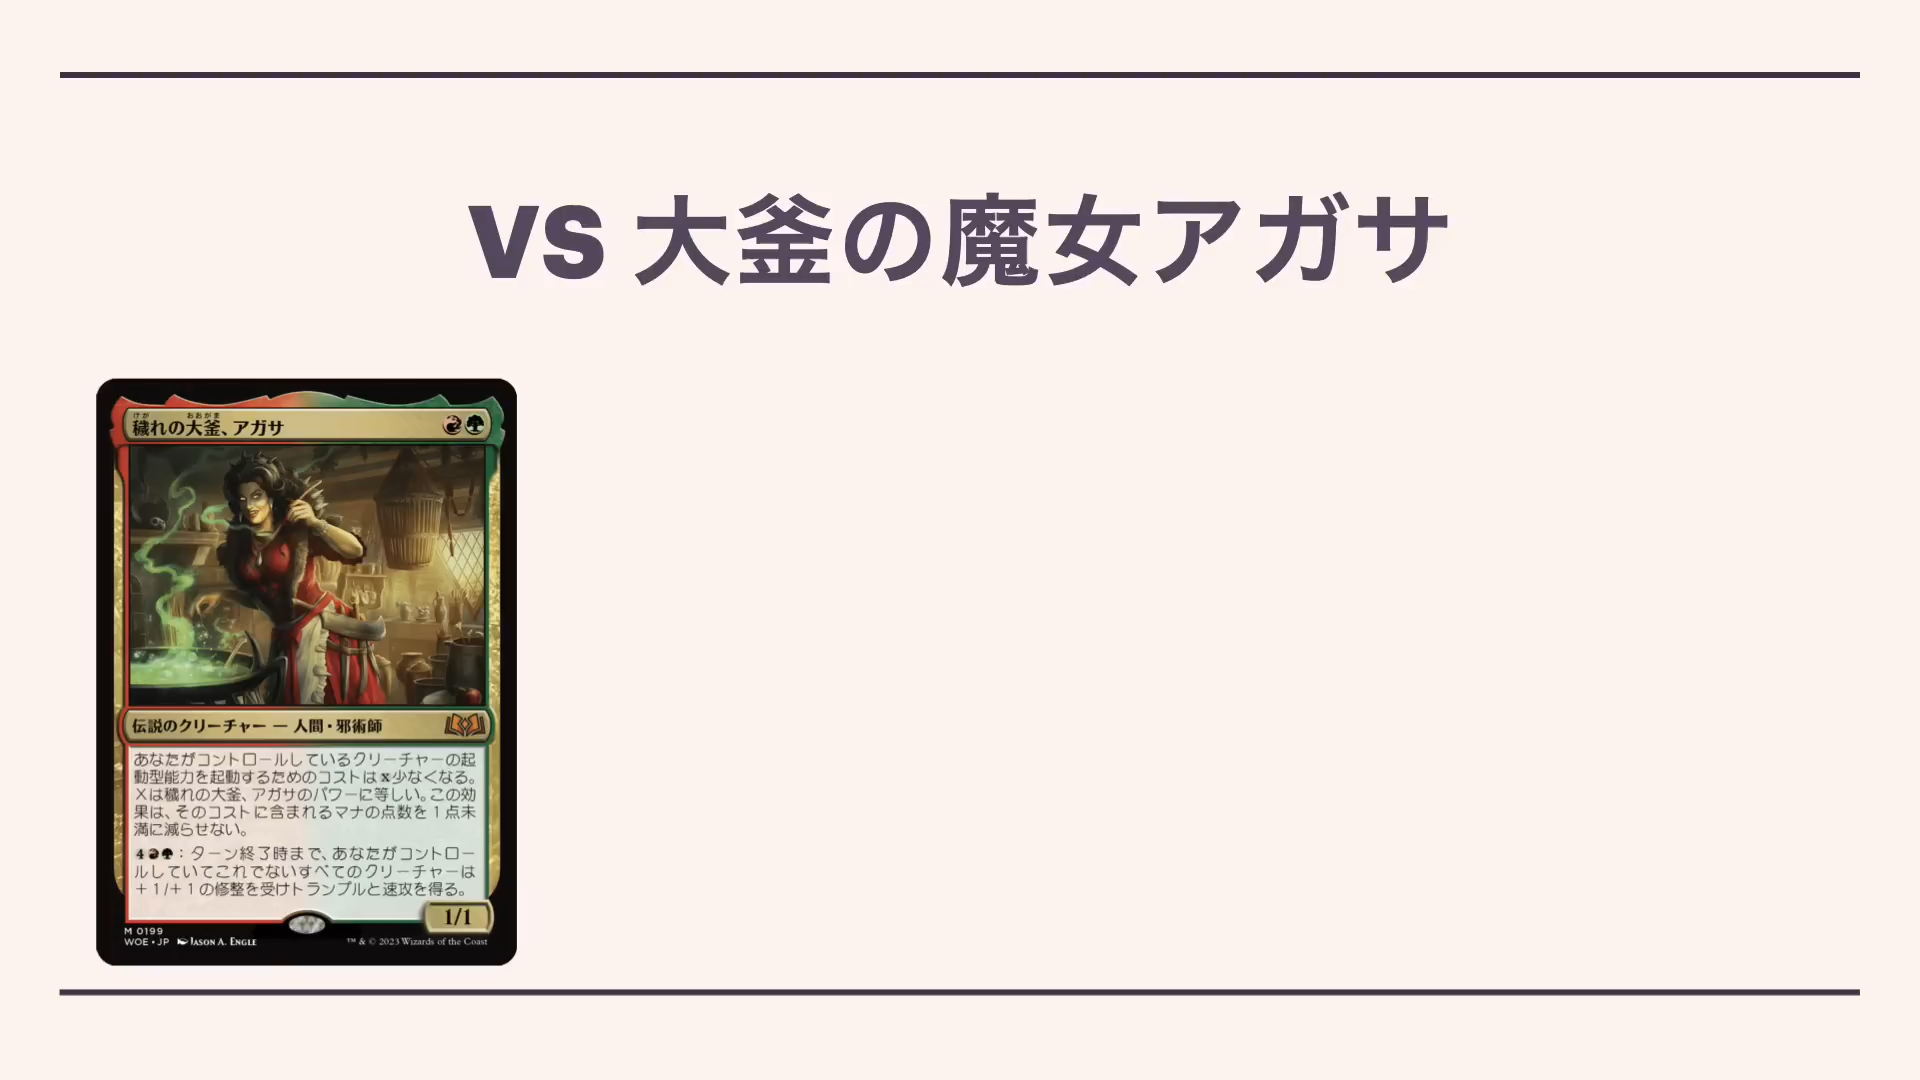 VS 大釜の魔女アガサ
けが おおがま
穢れの大釜、アガサ
伝説のクリーチャー ― 人間・邪術師
あなたがコントロールしているクリーチャーの起
動型能力を起動するためのコストはx少なくなる。
Xは穢れの大釜、アガサのパワーに等しい。この効
果は、そのコストに含まれるマナの点数を1点未
満に減らせない。
4：ターン終了時まで、あなたがコントロー
ルしていてこれでないすべてのクリーチャーは
+1/+1の修整を受けトランプルと速攻を得る。
1/1
M 0199
WOE • JP JASON A. ENGLE
™ & © 2023 Wizards of the Coast